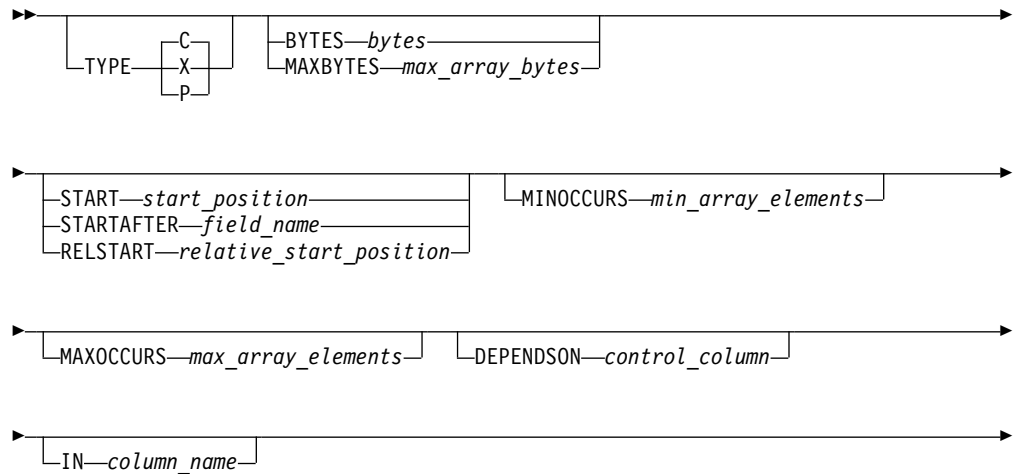 C
BYTES bytes
TYPE X MAXBYTES max_array_bytes
P
START start_position MINOCCURS min_array_elements
STARTAFTER field_name
RELSTART relative_start_position
MAXOCCURS max_array_elements DEPENDSON control_column
IN column_name